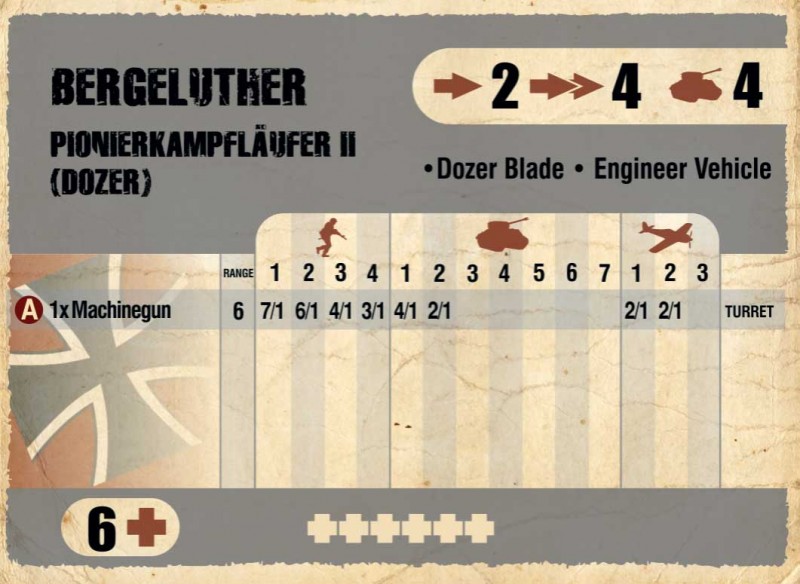 BERGELUTHER
PIONIERKAMPFLÄUFER II
(DOZER)
2 4 4
• Dozer Blade • Engineer Vehicle
RANGE 1 2 3 4 1 2 3 4 5 6 7 1 2 3
A 1x Machinegun 6 7/1 6/1 4/1 3/1 4/1 2/1 2/1 2/1 TURRET
6